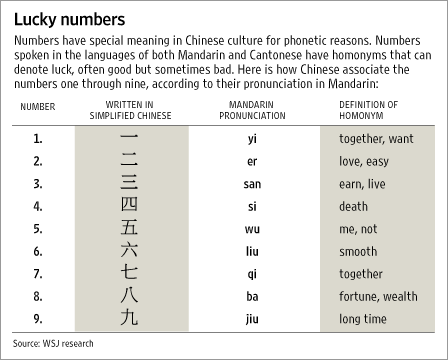 Lucky numbers
Numbers have special meaning in Chinese culture for phonetic reasons. Numbers
spoken in the languages of both Mandarin and Cantonese have homonyms that can
denote luck, often good but sometimes bad. Here is how Chinese associate the
numbers one through nine, according to their pronunciation in Mandarin:
NUMBER WRITTEN IN SIMPLIFIED CHINESE MANDARIN PRONUNCIATION DEFINITION OF HOMONYM
1. 一 yi together, want
2. 二 er love, easy
3. 三 san earn, live
4. 四 si death
5. 五 wu me, not
6. 六 liu smooth
7. 七 qi together
8. 八 ba fortune, wealth
9. 九 jiu long time
Source: WSJ research